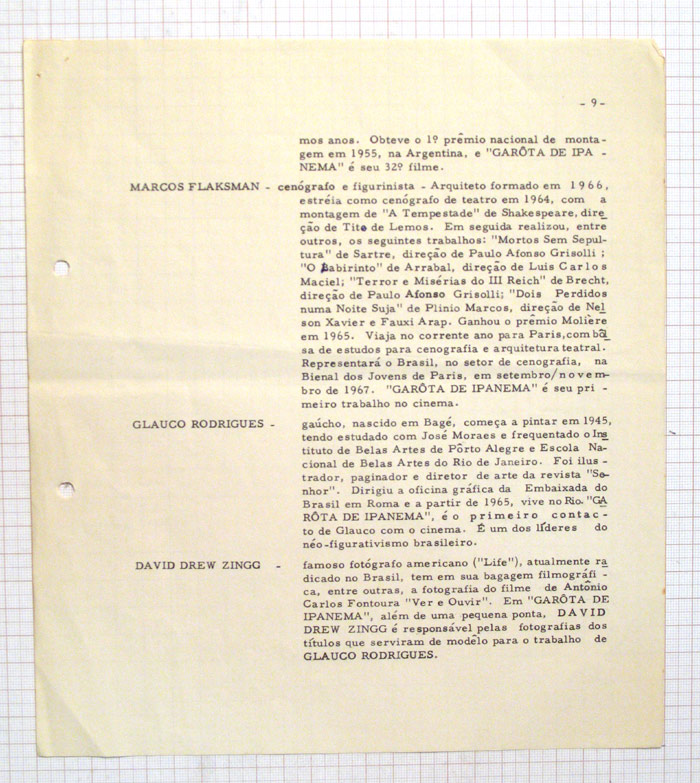 - 9 -
mos anos. Obteve o 1º prêmio nacional de monta-
gem em 1955, na Argentina, e "GARÔTA DE IPA -
NEMA" é seu 32º filme.
MARCOS FLAKSMAN - cenógrafo e figurinista - Arquiteto formado em 1966,
estréia como cenógrafo de teatro em 1964, com a
montagem de "A Tempestade" de Shakespeare, dire
ção de Tite de Lemos. Em seguida realizou, entre
outros, os seguintes trabalhos: "Mortos Sem Sepul-
tura" de Sartre, direção de Paulo Afonso Grisolli ;
"O Labirinto" de Arrabal, direção de Luis Carlos
Maciel; "Terror e Misérias do III Reich" de Brecht,
direção de Paulo Afonso Grisolli; "Dois Perdidos
numa Noite Suja" de Plinio Marcos, direção de Nel
son Xavier e Fauxi Arap. Ganhou o prêmio Molière
em 1965. Viaja no corrente ano para Paris, com bôl
sa de estudos para cenografia e arquitetura teatral.
Representará o Brasil, no setor de cenografia, na
Bienal dos Jovens de Paris, em setembro/novem-
bro de 1967. "GARÔTA DE IPANEMA" é seu pri -
meiro trabalho no cinema.
GLAUCO RODRIGUES - gaúcho, nascido em Bagé, começa a pintar em 1945,
tendo estudado com José Moraes e frequentado o Ins
tituto de Belas Artes de Pôrto Alegre e Escola Na-
cional de Belas Artes do Rio de Janeiro. Foi ilus -
trador, paginador e diretor de arte da revista "Se-
nhor". Dirigiu a oficina gráfica da Embaixada do
Brasil em Roma e a partir de 1965, vive no Rio. "GA
RÔTA DE IPANEMA", é o primeiro contac-
to de Glauco com o cinema. É um dos líderes do
néo-figurativismo brasileiro.
DAVID DREW ZINGG - famoso fotógrafo americano ("Life"), atualmente ra
dicado no Brasil, tem em sua bagagem filmográfi -
ca, entre outras, a fotografia do filme de Antônio
Carlos Fontoura "Ver e Ouvir". Em "GARÔTA DE
IPANEMA", além de uma pequena ponta, DAVID
DREW ZINGG é responsável pelas fotografias dos
títulos que serviram de modêlo para o trabalho de
GLAUCO RODRIGUES.